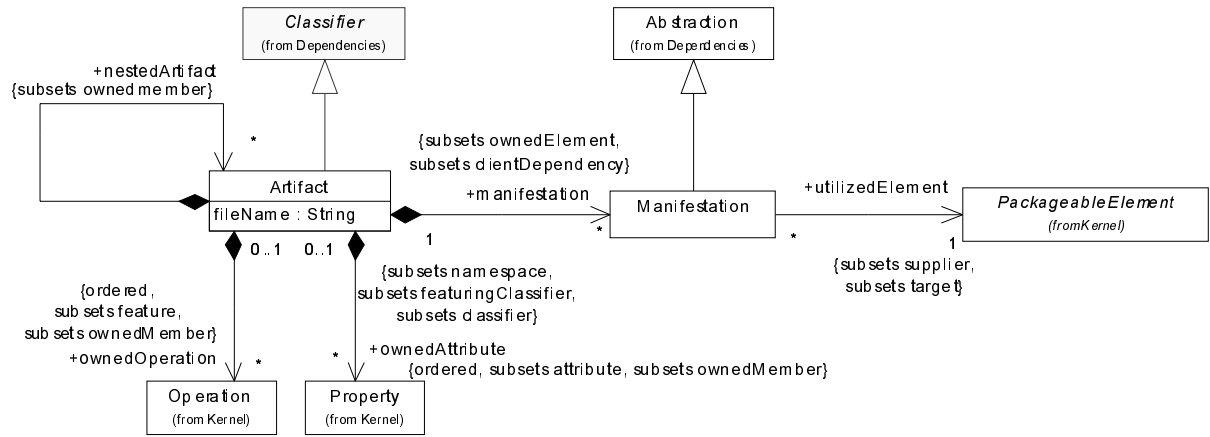 Classifier
(from Dependencies)
Abstraction
(from Dependencies)
+nestedArtifact
{subsets ownedmember}
*
{subsets ownedElement,
subsets clientDependency}
Artifact
fileName : String
+manifestation
1
*
Manifestation
+utilizedElement
*
1
PackageableElement
(fromKernel)
{subsets supplier,
subsets target}
0..1
0..1
{subsets namespace,
subsets featuringClassifier,
subsets classifier}
{ordered,
subsets feature,
subsets ownedMember}
+ownedOperation
*
*
+ownedAttribute
{ordered, subsets attribute, subsets ownedMember}
Operation
(from Kernel)
Property
(from Kernel)